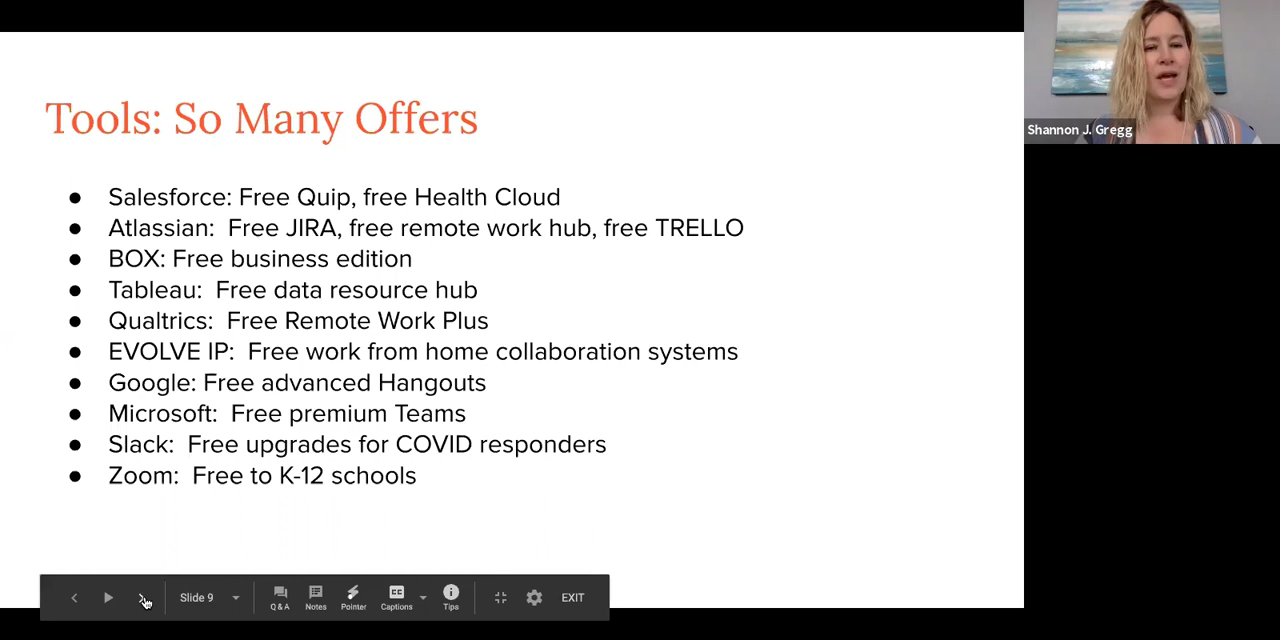 Tools: So Many Offers
Shannon J. Gregg
● Salesforce: Free Quip, free Health Cloud
● Atlassian: Free JIRA, free remote work hub, free TRELLO
● BOX: Free business edition
● Tableau: Free data resource hub
● Qualtrics: Free Remote Work Plus
● EVOLVE IP: Free work from home collaboration systems
● Google: Free advanced Hangouts
● Microsoft: Free premium Teams
● Slack: Free upgrades for COVID responders
● Zoom: Free to K-12 schools
Slide 9 Q & A Notes Pointer CC Captions Tips EXIT